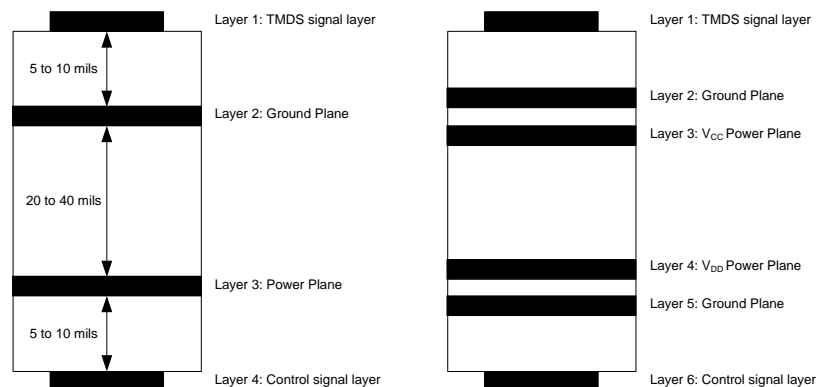 Layer 1: TMDS signal layer
5 to 10 mils
Layer 2: Ground Plane
20 to 40 mils
Layer 3: Power Plane
5 to 10 mils
Layer 4: Control signal layer
Layer 1: TMDS signal layer
Layer 2: Ground Plane
Layer 3: VCC Power Plane
Layer 4: VDD Power Plane
Layer 5: Ground Plane
Layer 6: Control signal layer